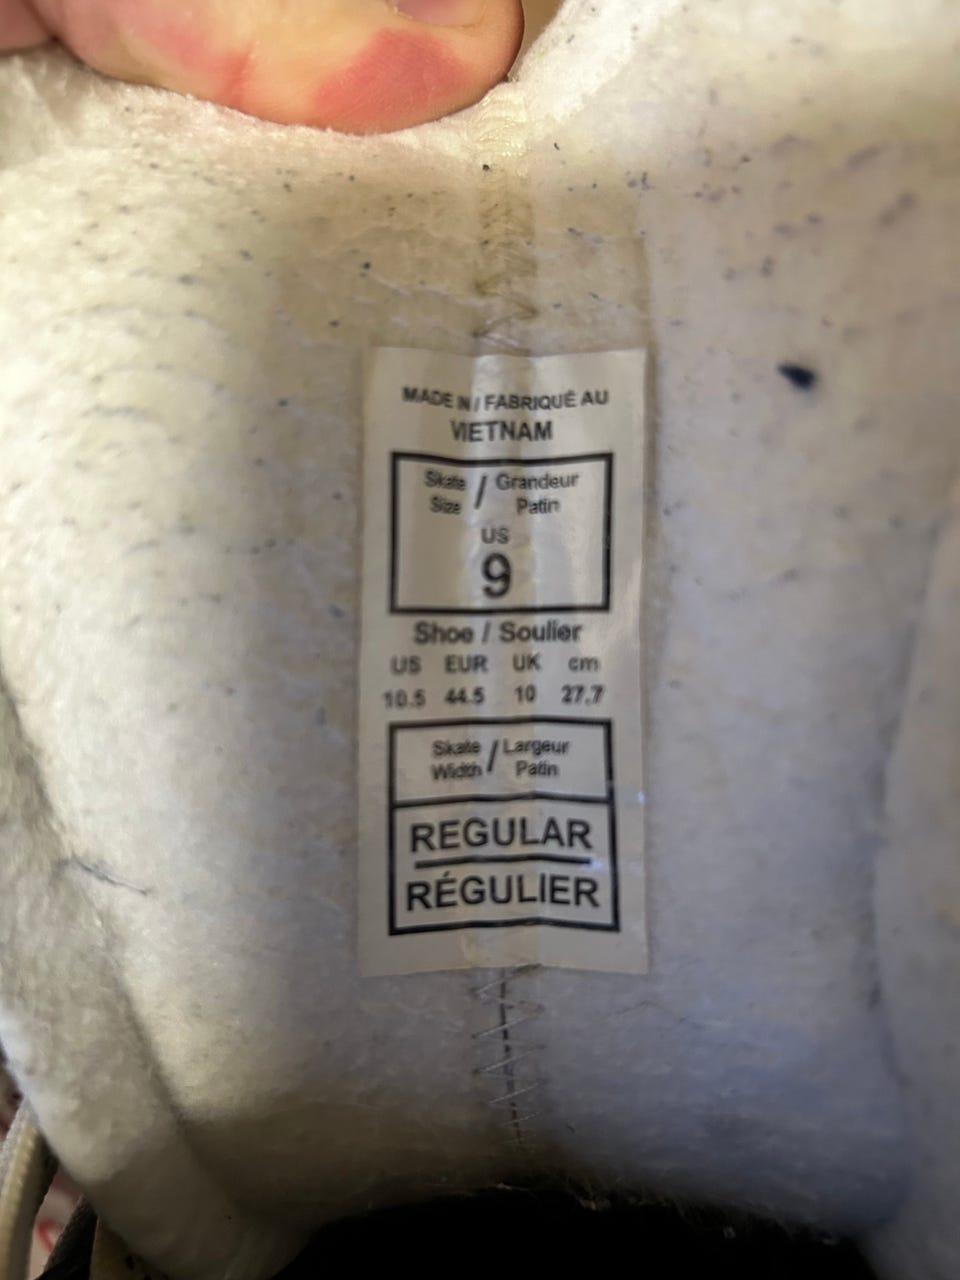 MADE IN / FABRIQUÉ AU
VIETNAM
Skate / Grandeur
Size Patin
US
9
Shoe / Soulier
US EUR UK cm
10.5 44.5 10 27.7
Skate / Largeur
Width Patin
REGULAR
RÉGULIER